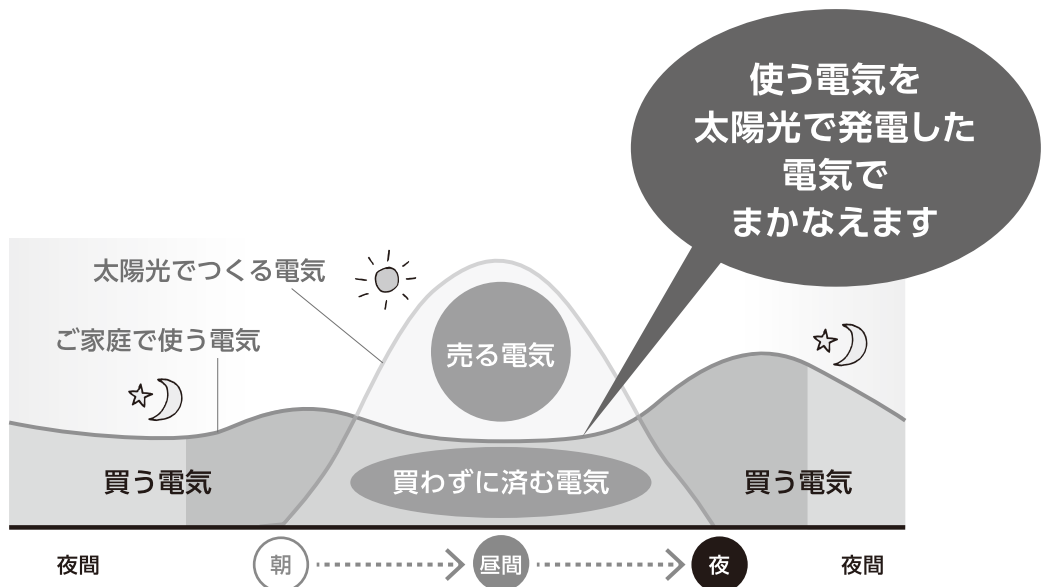 使う電気を
太陽光で発電した
電気で
まかなえます
太陽光でつくる電気
ご家庭で使う電気
売る電気
買う電気
買わずに済む電気
買う電気
夜間
朝
昼間
夜
夜間